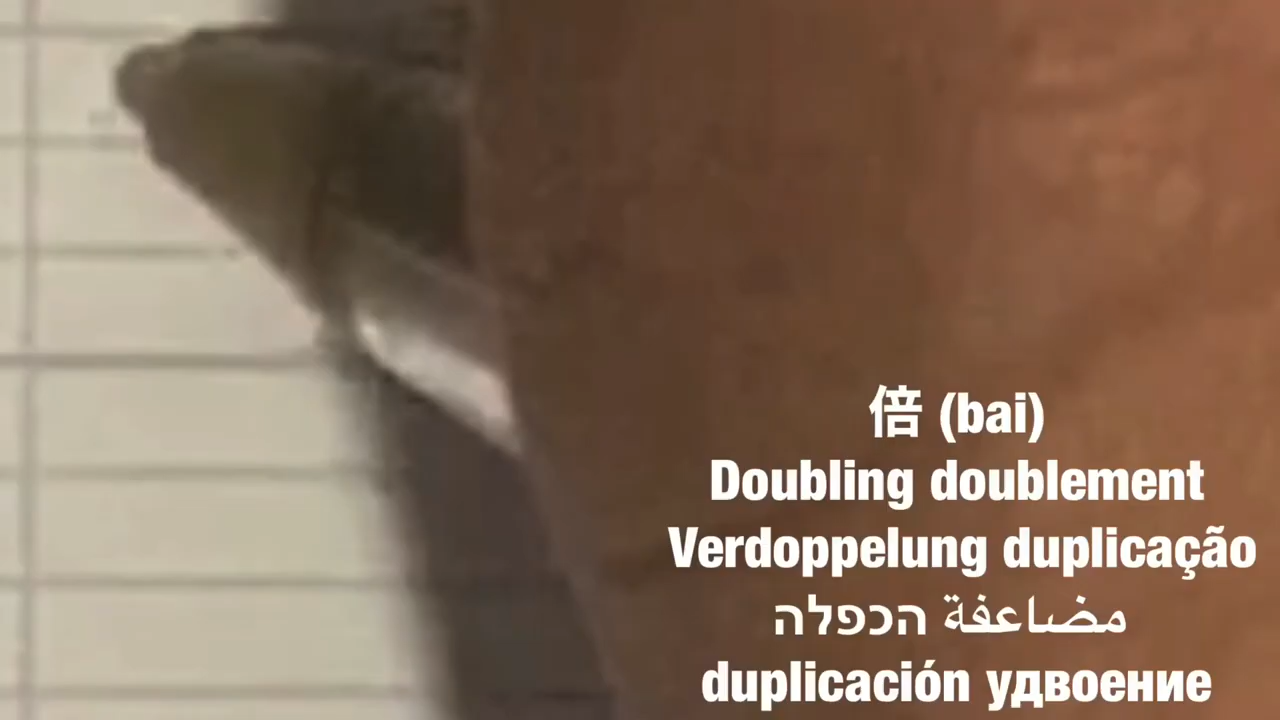 倍 (bai)
Doubling doublement
Verdoppelung duplicação
مضاعفة הכפלה
duplicación удвоение